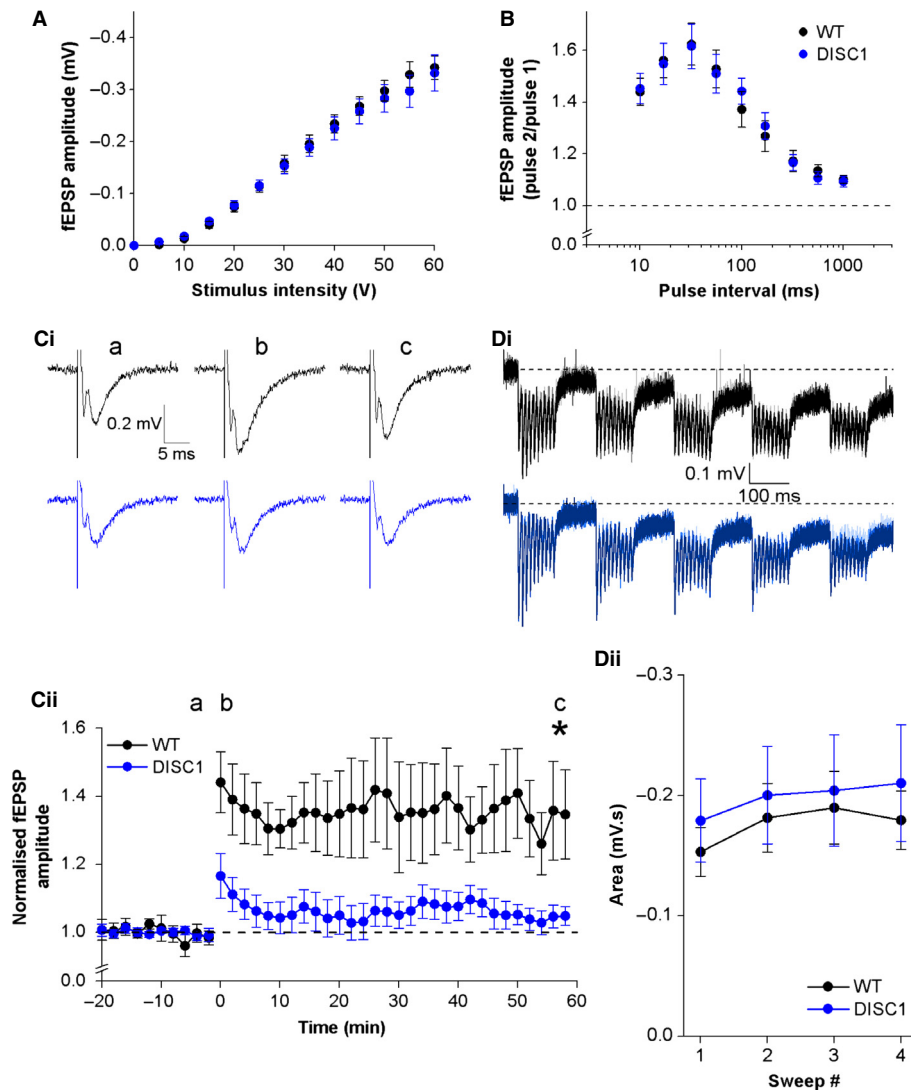 A
fEPSP amplitude (mV)
–0.4
–0.3
–0.2
–0.1
0.0
0 10 20 30 40 50 60
Stimulus intensity (V)
B
WT
DISC1
fEPSP amplitude
(pulse 2/pulse 1)
1.6
1.4
1.2
1.0
0.0
10 100 1000
Pulse interval (ms)
Ci
a b c
0.2 mV
5 ms
Di
0.1 mV
100 ms
Cii
a b c
*
WT
DISC1
Normalised fEPSP
amplitude
1.6
1.4
1.2
1.0
0.0
–20 –10 0 10 20 30 40 50 60
Time (min)
Dii
Area (mV.s)
–0.3
–0.2
–0.1
0.0
WT
DISC1
1 2 3 4
Sweep #